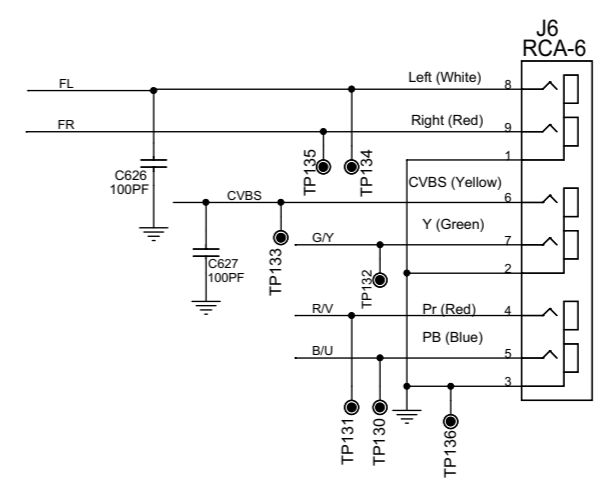 J6
RCA-6
FL
Left (White)
8
FR
Right (Red)
9
1
TP135
TP134
C626
100PF
CVBS (Yellow)
CVBS
6
Y (Green)
G/Y
7
C627
100PF
TP133
TP132
2
R/V
Pr (Red)
4
PB (Blue)
B/U
5
3
TP131
TP130
TP136